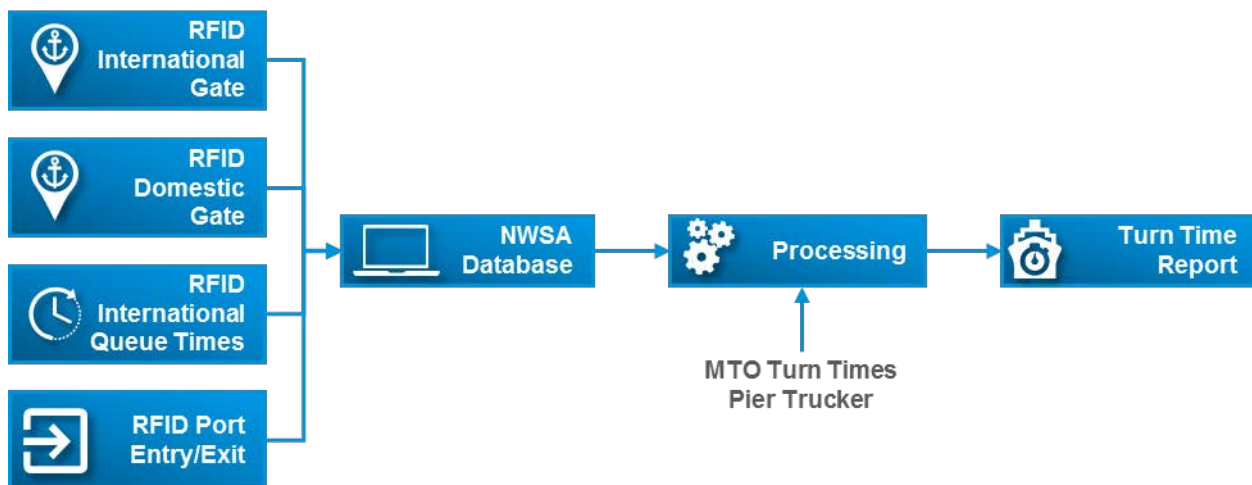 RFID
International
Gate
RFID
Domestic
Gate
RFID
International
Queue Times
RFID Port
Entry/Exit
NWSA
Database
Processing
MTO Turn Times
Pier Trucker
Turn Time
Report